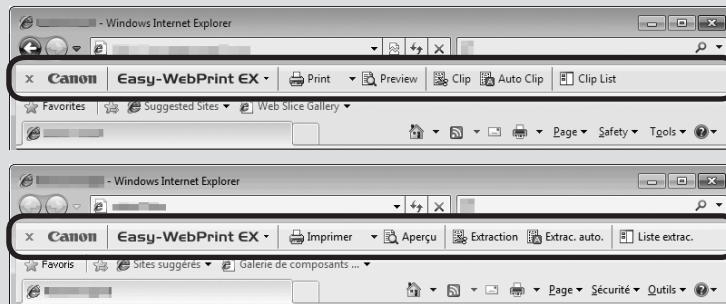 - Windows Internet Explorer
x Canon Easy-WebPrint EX Print Preview Clip Auto Clip Clip List
Favorites Suggested Sites Web Slice Gallery
Page Safety Tools
- Windows Internet Explorer
x Canon Easy-WebPrint EX Imprimer Aperçu Extraction Extrac. auto. Liste extrac.
Favoris Sites suggérés Galerie de composants ...
Page Sécurité Outils